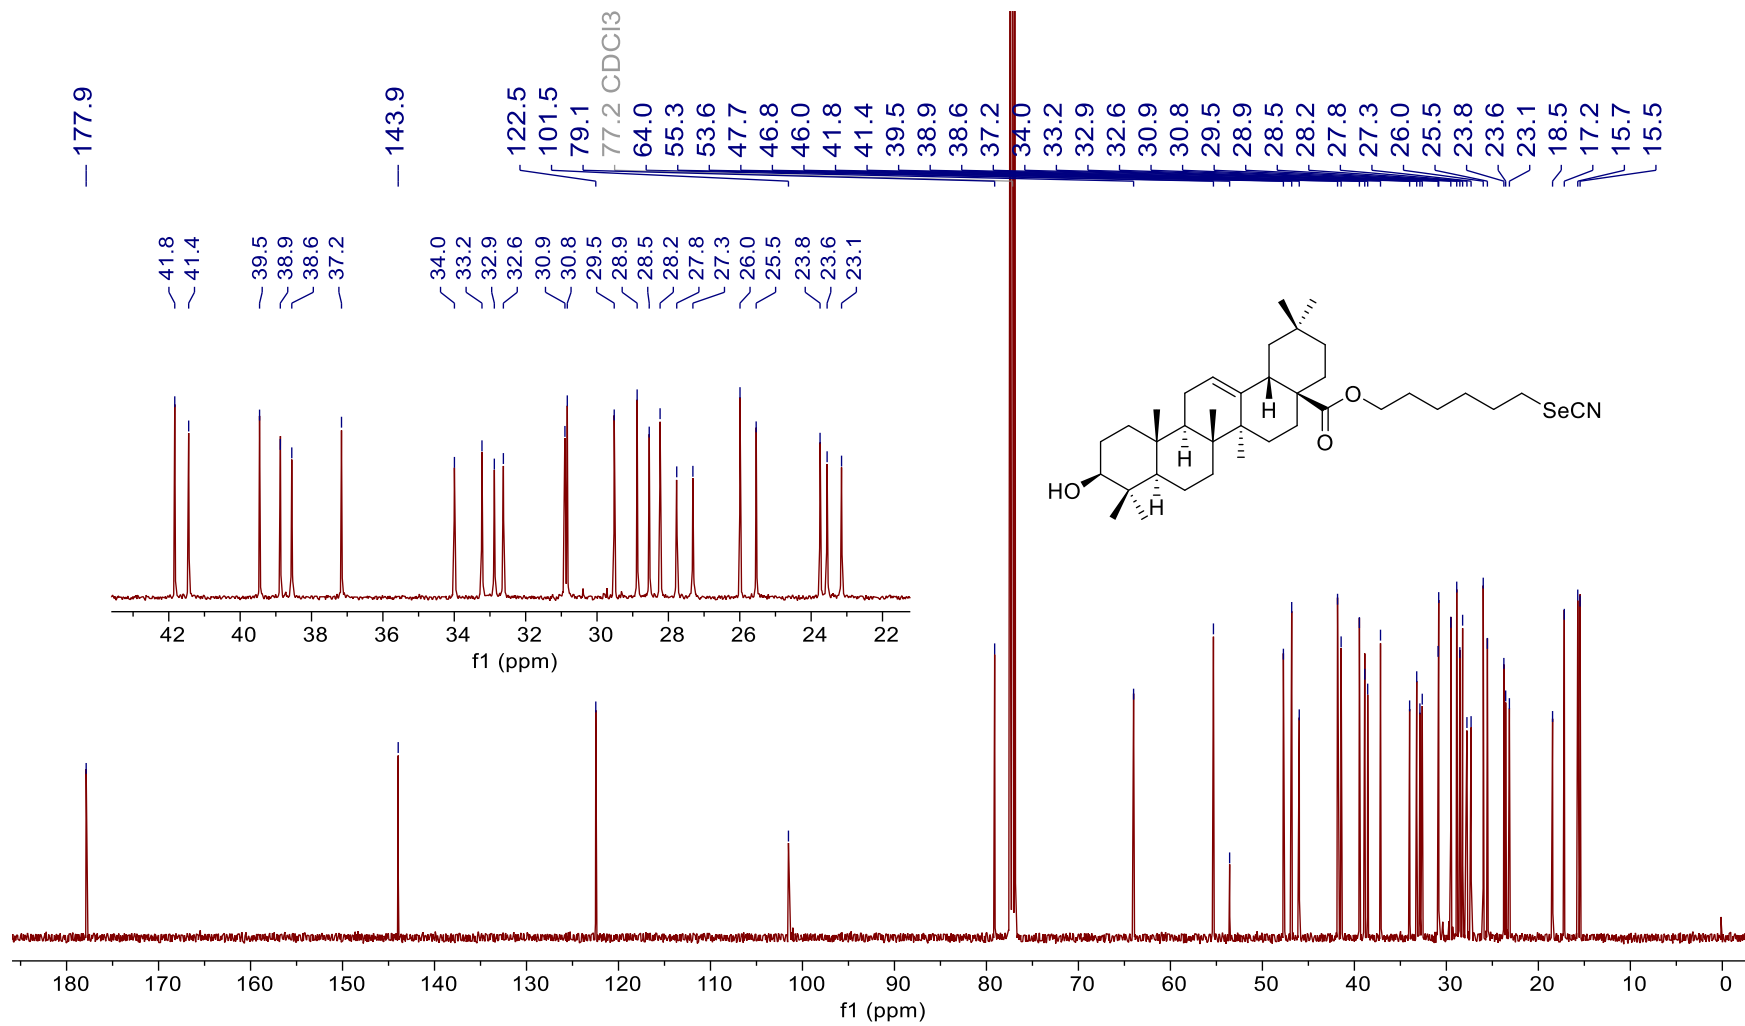 177.9 143.9 122.5 101.5 79.1 77.2 CDCl3 64.0 55.3 53.6 47.7 46.8 46.0 41.8 41.4 39.5 38.9 38.6 37.2 34.0 33.2 32.9 32.6 30.9 30.8 29.5 28.9 28.5 28.2 27.8 27.3 26.0 25.5 23.8 23.6 23.1 18.5 17.2 15.7 15.5
41.8 41.4 39.5 38.9 38.6 37.2 34.0 33.2 32.9 32.6 30.9 30.8 29.5 28.9 28.5 28.2 27.8 27.3 26.0 25.5 23.8 23.6 23.1
O
H
SeCN
O
H
HO
H
42 40 38 36 34 32 30 28 26 24 22
f1 (ppm)
180 170 160 150 140 130 120 110 100 90 80 70 60 50 40 30 20 10 0
f1 (ppm)